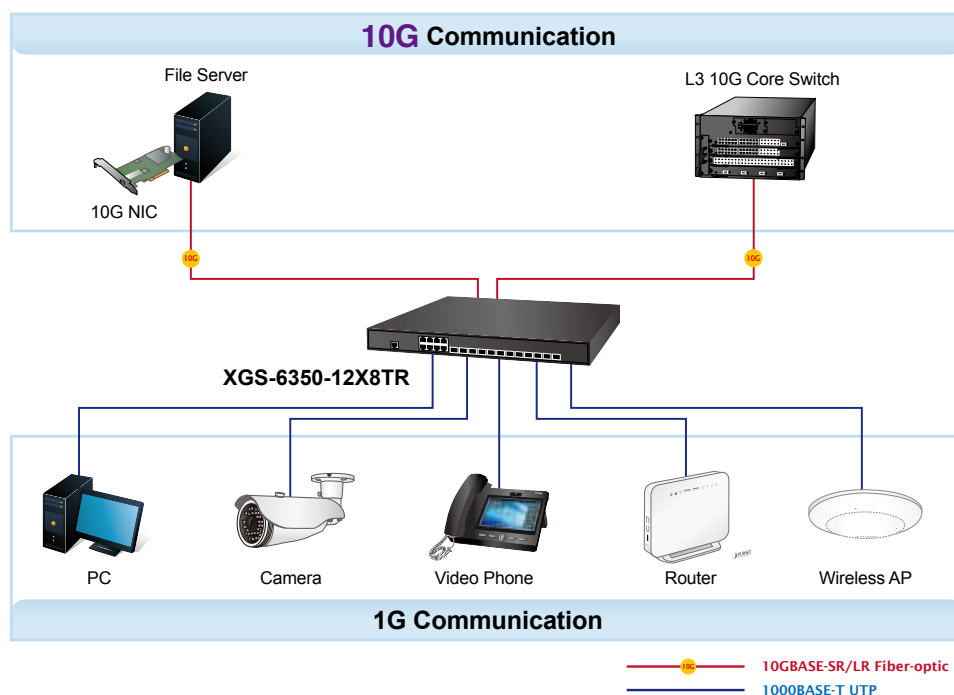 10G Communication
File Server
L3 10G Core Switch
10G NIC
10G
10G
XGS-6350-12X8TR
PLANET
PC
Camera
Video Phone
Router
Wireless AP
1G Communication
10G
10GBASE-SR/LR Fiber-optic
1000BASE-T UTP